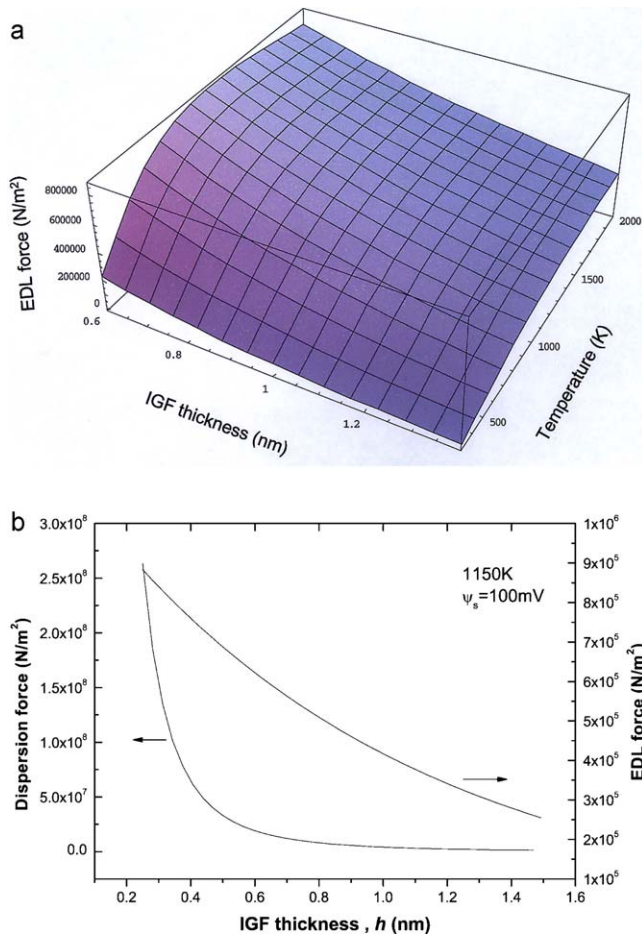 a
EDL force (N/m²)
800000
600000
400000
200000
0
0.6
0.8
1
1.2
IGF thickness (nm)
500
1000
1500
2000
Temperature (K)
b
3.0x10⁸
2.5x10⁸
2.0x10⁸
1.5x10⁸
1.0x10⁸
5.0x10⁷
0.0
Dispersion force (N/m²)
1150K
ψₛ=100mV
1x10⁶
9x10⁵
8x10⁵
7x10⁵
6x10⁵
5x10⁵
4x10⁵
3x10⁵
2x10⁵
1x10⁵
EDL force (N/m²)
0.2 0.4 0.6 0.8 1.0 1.2 1.4 1.6
IGF thickness , h (nm)